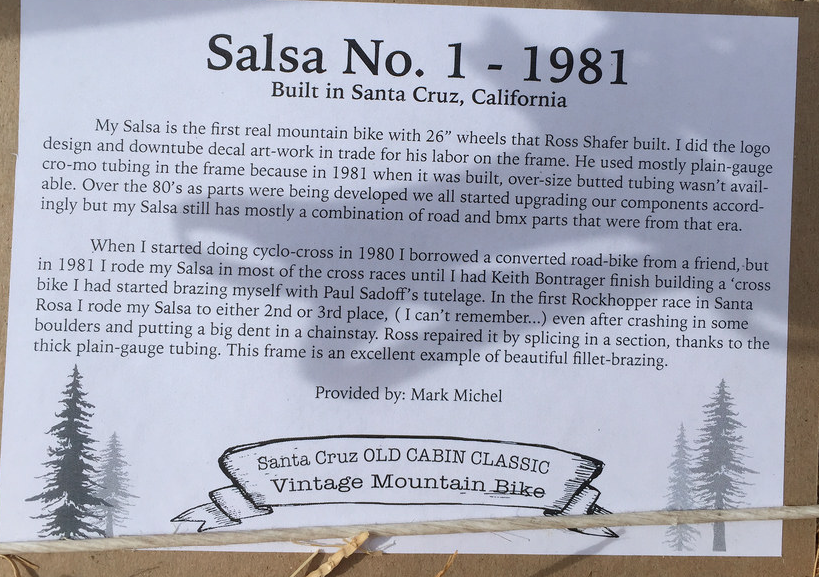 Salsa No. 1 - 1981
Built in Santa Cruz, California
My Salsa is the first real mountain bike with 26” wheels that Ross Shafer built. I did the logo
design and downtube decal art-work in trade for his labor on the frame. He used mostly plain-gauge
cro-mo tubing in the frame because in 1981 when it was built, over-size butted tubing wasn’t avail-
able. Over the 80’s as parts were being developed we all started upgrading our components accord-
ingly but my Salsa still has mostly a combination of road and bmx parts that were from that era.
When I started doing cyclo-cross in 1980 I borrowed a converted road-bike from a friend, but
in 1981 I rode my Salsa in most of the cross races until I had Keith Bontrager finish building a ‘cross
bike I had started brazing myself with Paul Sadoff’s tutelage. In the first Rockhopper race in Santa
Rosa I rode my Salsa to either 2nd or 3rd place, ( I can’t remember...) even after crashing in some
boulders and putting a big dent in a chainstay. Ross repaired it by splicing in a section, thanks to the
thick plain-gauge tubing. This frame is an excellent example of beautiful fillet-brazing.
Provided by: Mark Michel
Santa Cruz OLD CABIN CLASSIC
Vintage Mountain Bike